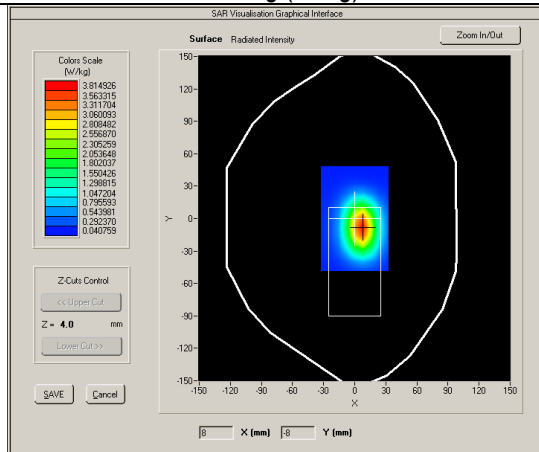 SAR Visualisation Graphical Interface
Surface Radiated Intensity
Zoom In/Out
Colors Scale
(W/kg)
3.814926
3.563315
3.311704
3.060093
2.808482
2.556870
2.305259
2.053648
1.802037
1.550426
1.298815
1.047204
0.795593
0.543981
0.292370
0.040759
Z-Cuts Control
<< Upper Cut
Z = 4.0 mm
Lower Cut >>
SAVE Cancel
150
120
90
60
30
0
-30
-60
-90
-120
-150
Y
-150 -120 -90 -60 -30 0 30 60 90 120 150
X
8 X (mm) -8 Y (mm)